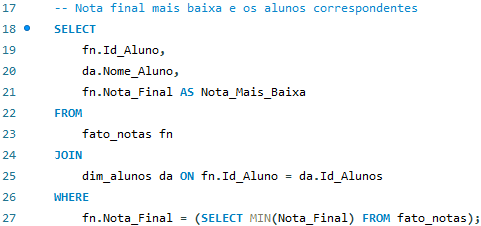 17 -- Nota final mais baixa e os alunos correspondentes
18 SELECT
19 fn.Id_Aluno,
20 da.Nome_Aluno,
21 fn.Nota_Final AS Nota_Mais_Baixa
22 FROM
23 fato_notas fn
24 JOIN
25 dim_alunos da ON fn.Id_Aluno = da.Id_Alunos
26 WHERE
27 fn.Nota_Final = (SELECT MIN(Nota_Final) FROM fato_notas);